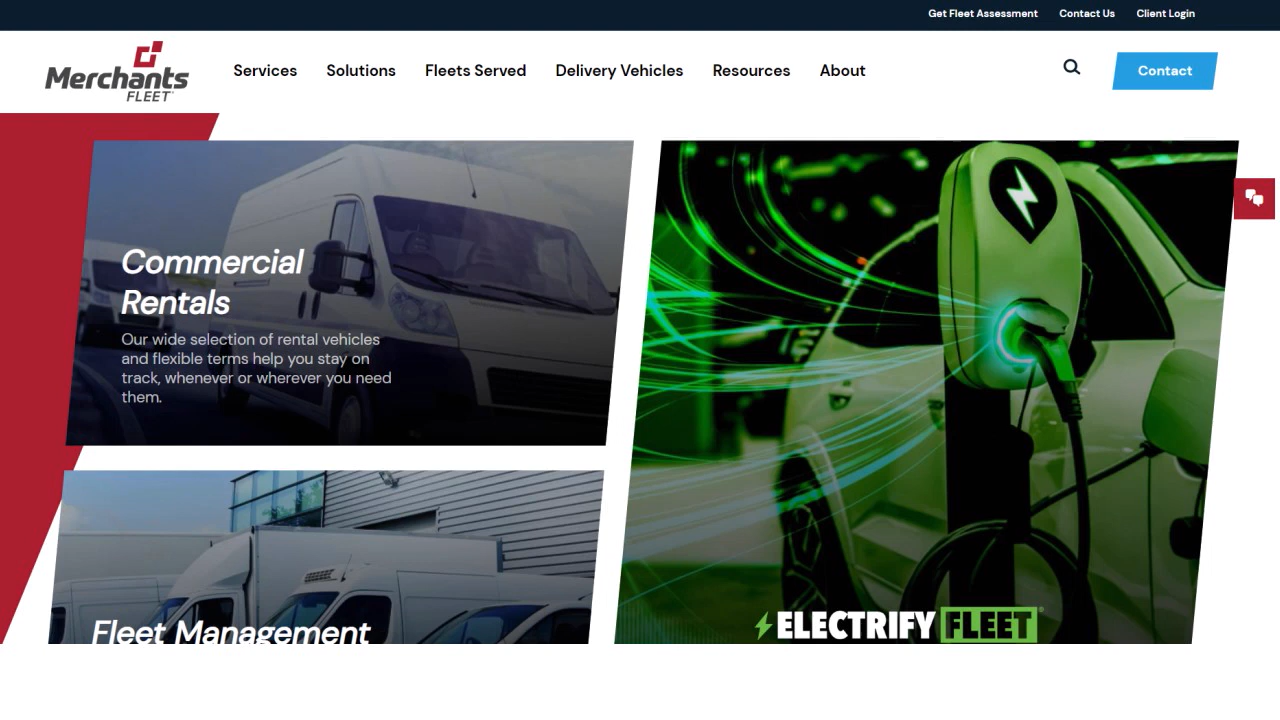 Get Fleet Assessment Contact Us Client Login
Merchants
FLEET
Services Solutions Fleets Served Delivery Vehicles Resources About
Contact
Commercial
Rentals
Our wide selection of rental vehicles
and flexible terms help you stay on
track, whenever or wherever you need
them.
Fleet Management
ELECTRIFY FLEET®